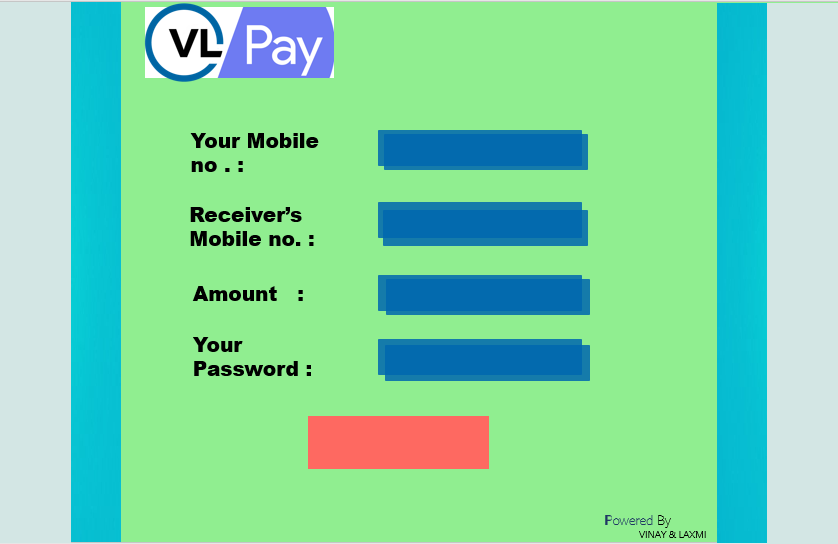 VL Pay
Your Mobile
no . :
Receiver’s
Mobile no. :
Amount :
Your
Password :
Powered By
VINAY & LAXMI